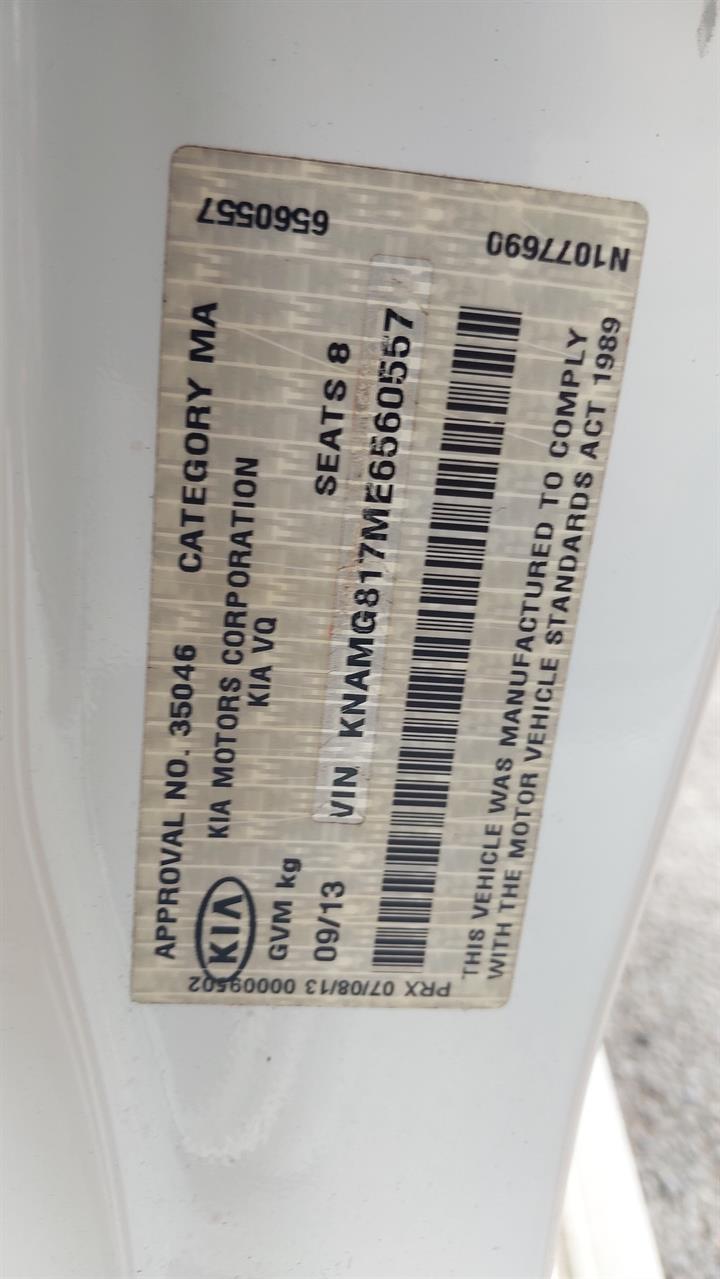 APPROVAL NO. 35046 CATEGORY MA
KIA MOTORS CORPORATION
KIA VQ
KIA
GVM kg
SEATS 8
09/13
VIN KNAMG817ME6560557
THIS VEHICLE WAS MANUFACTURED TO COMPLY
WITH THE MOTOR VEHICLE STANDARDS ACT 1989
6560557
N1077690
PRX 07/08/13 00009502